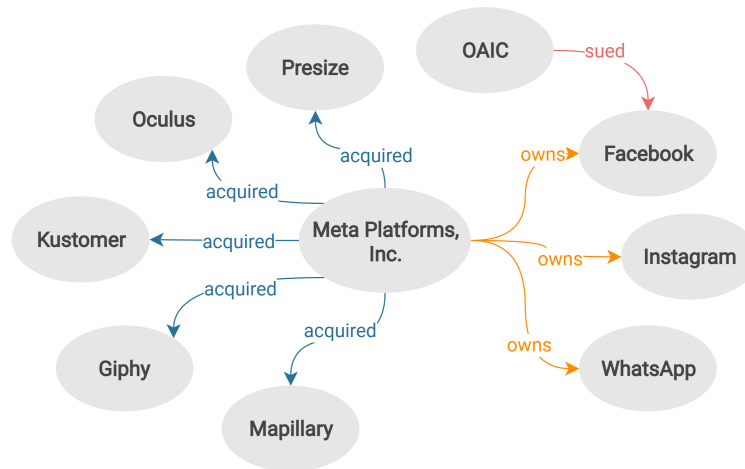 OAIC
sued
Presize
Oculus
acquired
Facebook
owns
acquired
Kustomer
acquired
Meta Platforms,
Inc.
owns
Instagram
acquired
acquired
owns
Giphy
WhatsApp
Mapillary